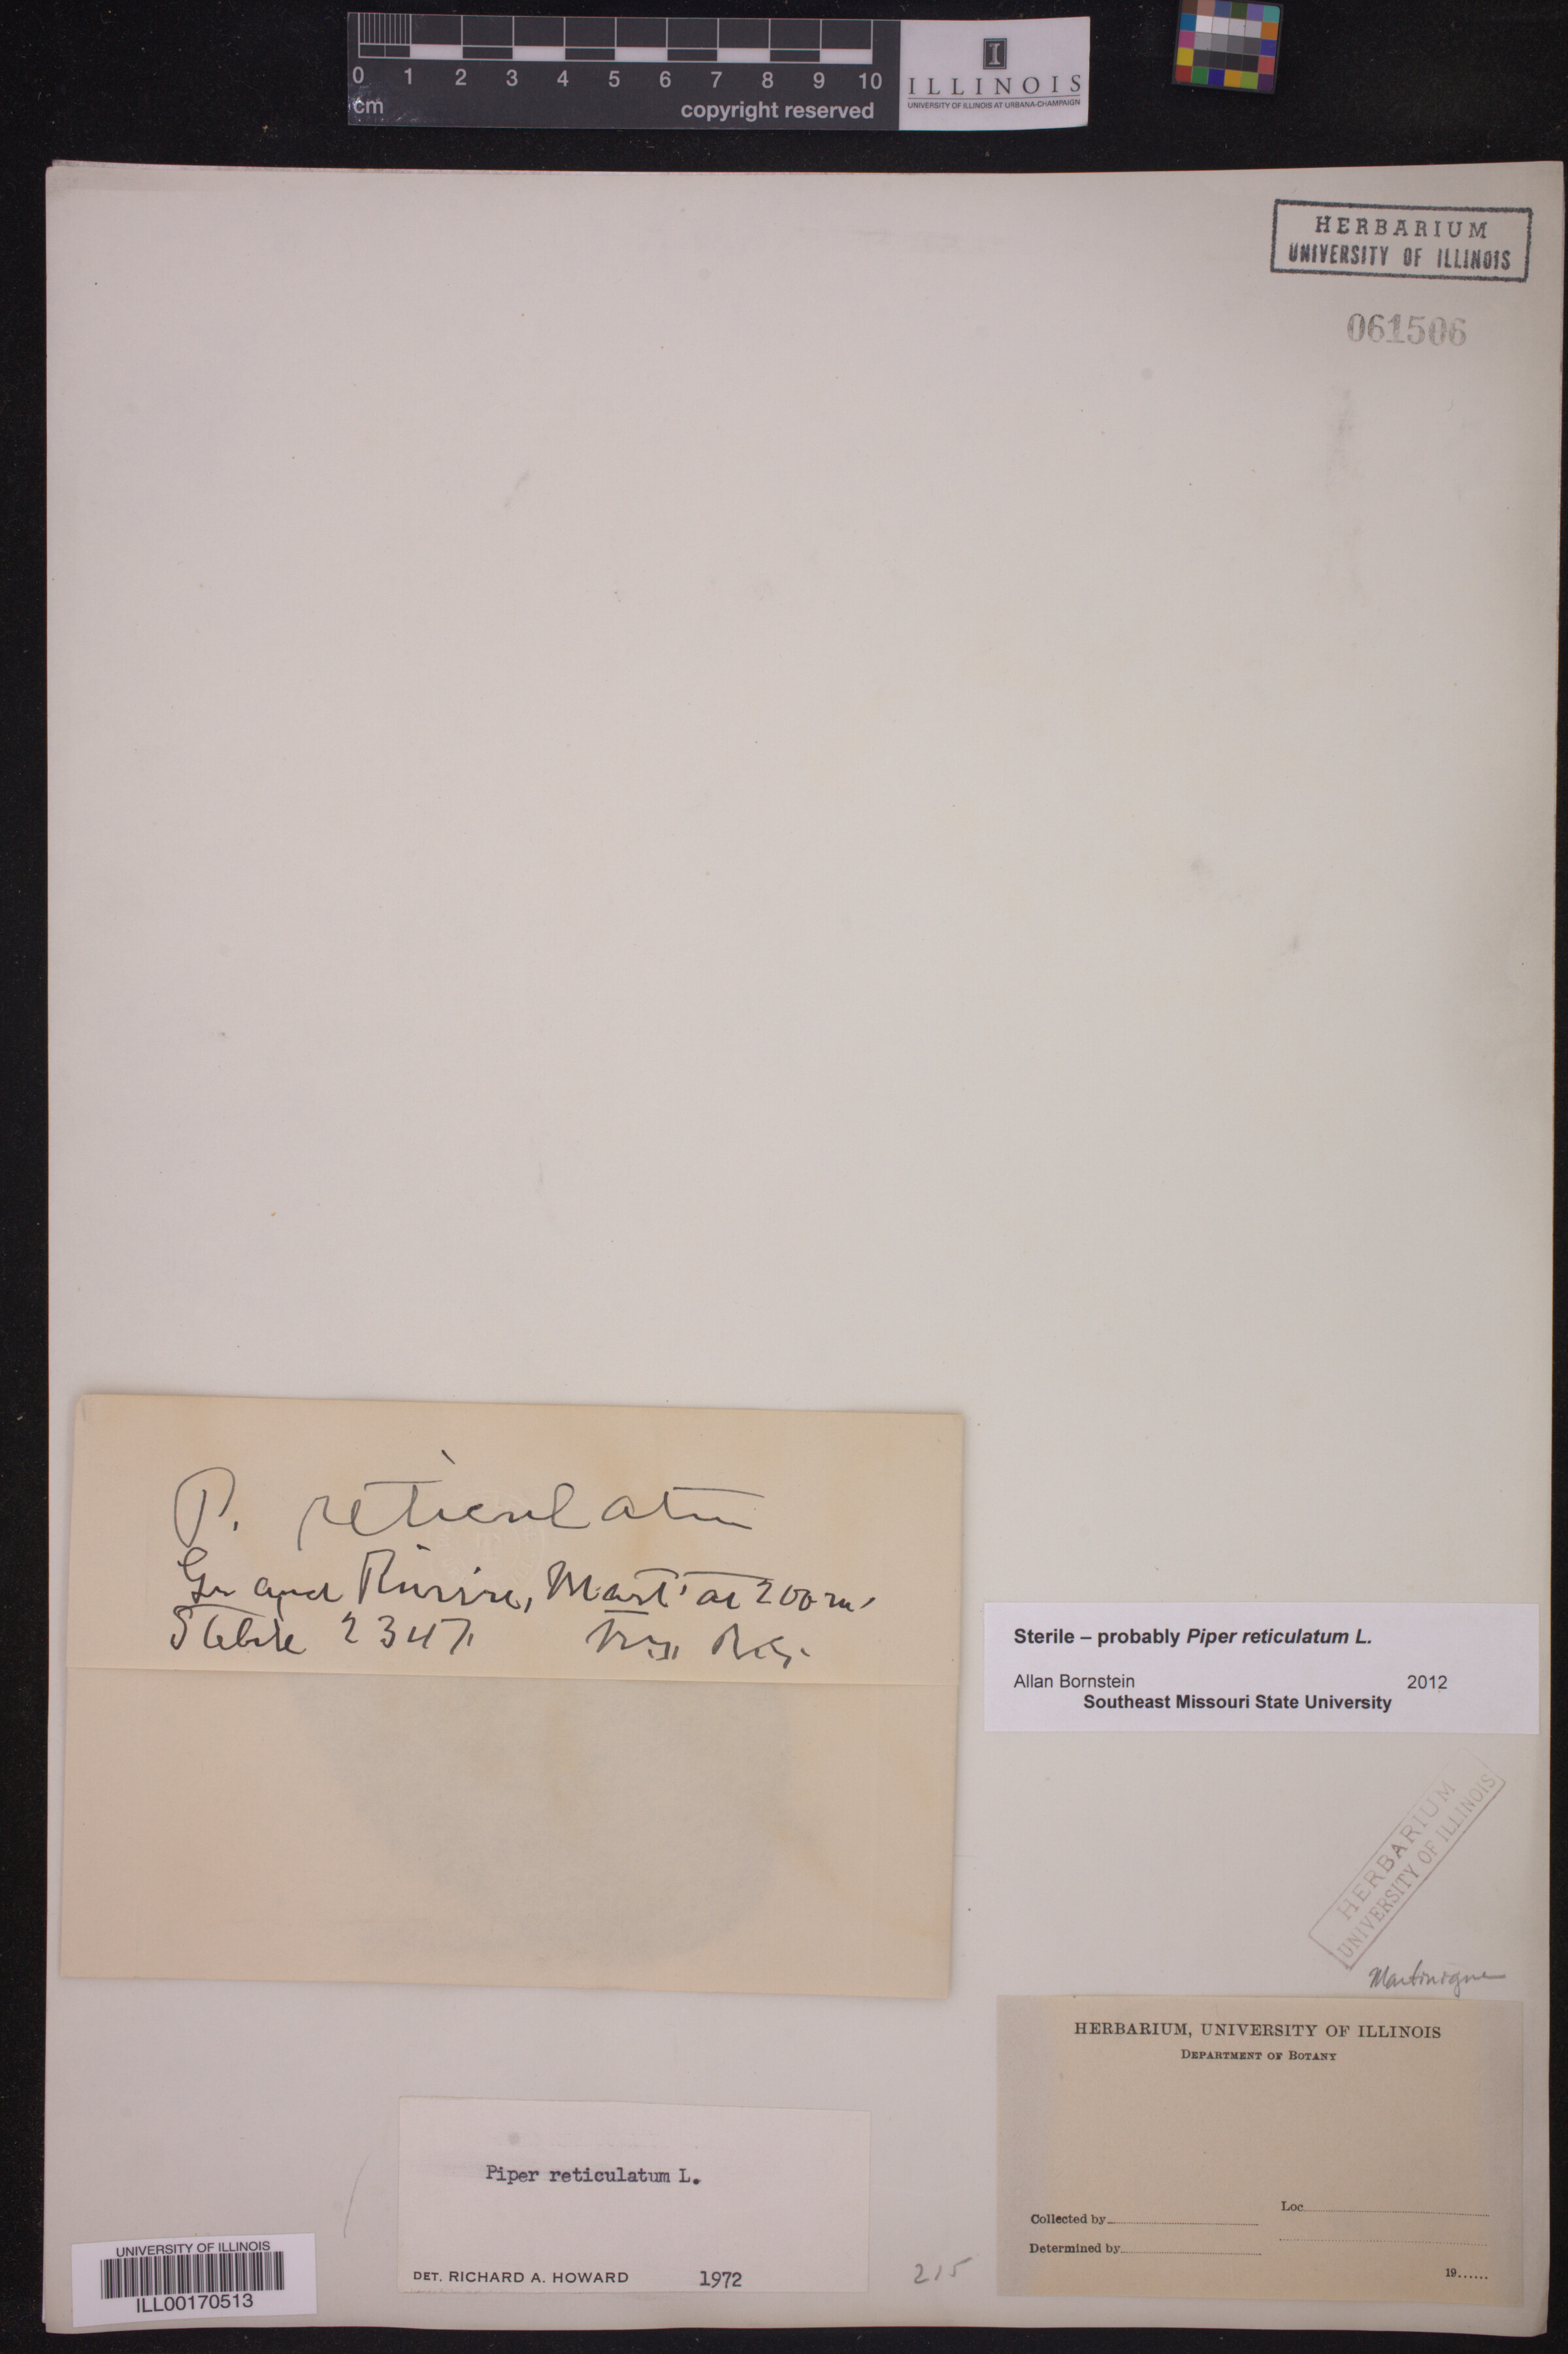 0 1 2 3 4 5 6 7 8 9 10
cm copyright reserved
I
ILLINOIS
UNIVERSITY OF ILLINOIS AT URBANA-CHAMPAIGN
HERBARIUM
UNIVERSITY OF ILLINOIS
061506
P. reticulatum
Grand Riviere, Mart. at 200 m.
Stehle 2347
Sterile – probably Piper reticulatum L.
Allan Bornstein 2012
Southeast Missouri State University
HERBARIUM
UNIVERSITY OF ILLINOIS
Martinique
HERBARIUM, UNIVERSITY OF ILLINOIS
DEPARTMENT OF BOTANY
Collected by
Loc
Determined by
19......
Piper reticulatum L.
DET. RICHARD A. HOWARD 1972
215
UNIVERSITY OF ILLINOIS
ILL00170513